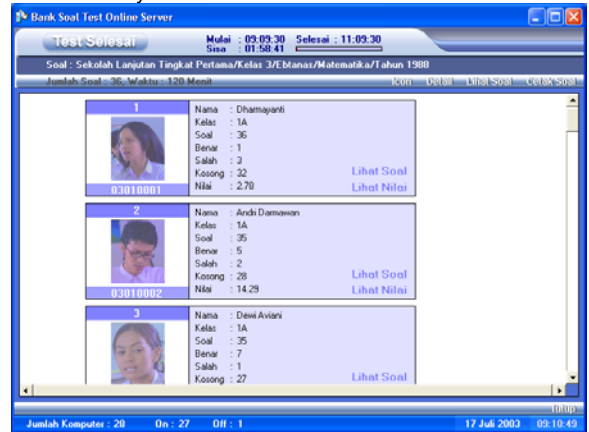 Bank Soal Test Online Server
Test Selesai
Mulai : 09:09:30 Selesai : 11:09:30
Sisa : 01:58:41
Soal : Sekolah Lanjutan Tingkat Pertama/Kelas 3/Ebtanas/Matematika/Tahun 1988
Jumlah Soal : 36, Waktu : 120 Menit Icon Detail Lihat Soal Cetak Soal
1
Nama : Dharmayanti
Kelas : 1A
Soal : 36
Benar : 1
Salah : 3
Kosong : 32 Lihat Soal
Nilai : 2.78 Lihat Nilai
03010001
2
Nama : Andri Darmawan
Kelas : 1A
Soal : 35
Benar : 5
Salah : 2
Kosong : 28 Lihat Soal
Nilai : 14.29 Lihat Nilai
03010002
3
Nama : Dewi Aviani
Kelas : 1A
Soal : 35
Benar : 7
Salah : 1
Kosong : 27 Lihat Soal
Tutup
Jumlah Komputer : 28 On : 27 Off : 1 17 Juli 2003 09:10:49